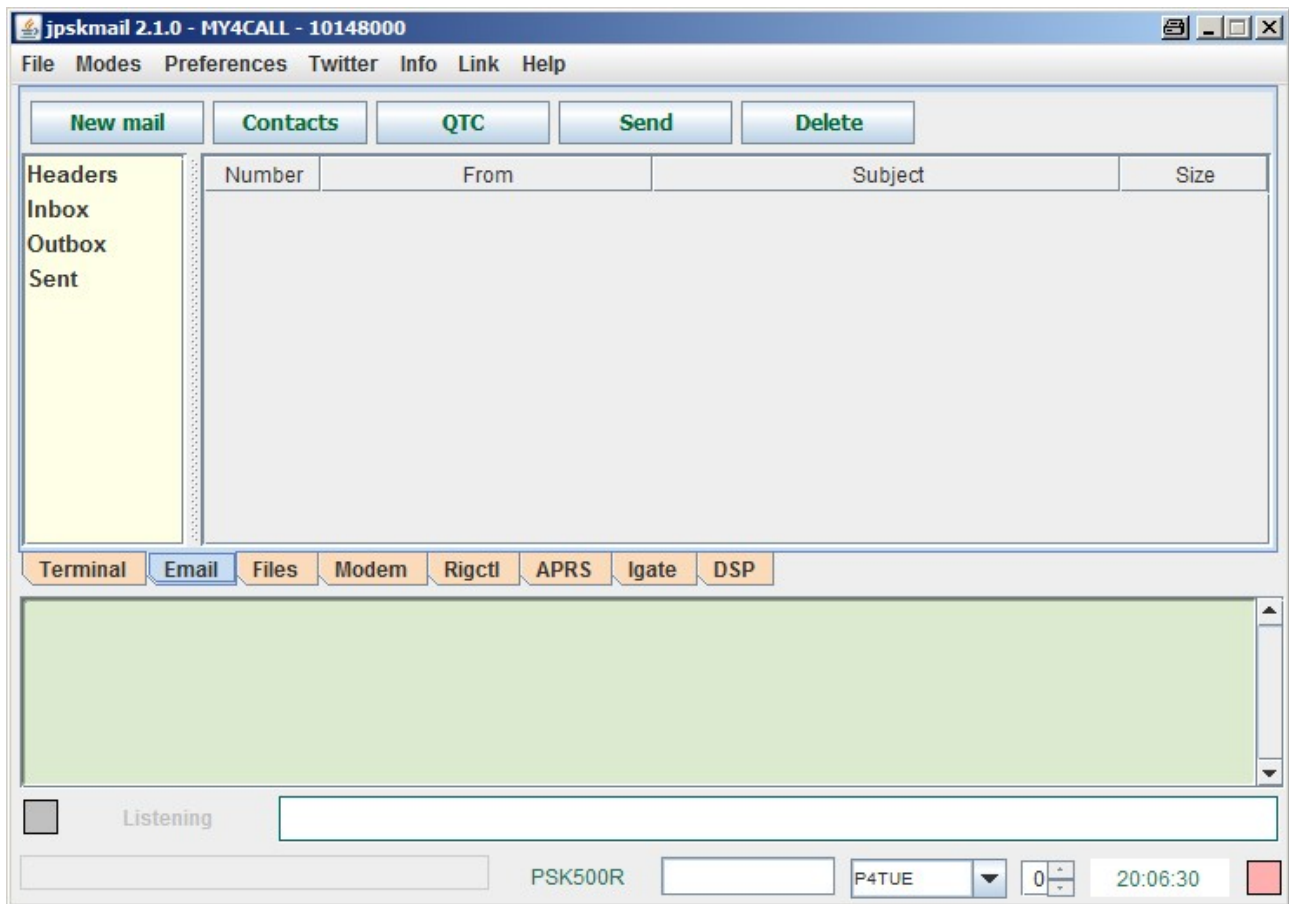 jpskmail 2.1.0 - MY4CALL - 10148000
File Modes Preferences Twitter Info Link Help
New mail Contacts QTC Send Delete
Headers Number From Subject Size
Inbox
Outbox
Sent
Terminal Email Files Modem Rigctl APRS Igate DSP
Listening
PSK500R P4TUE 0 20:06:30